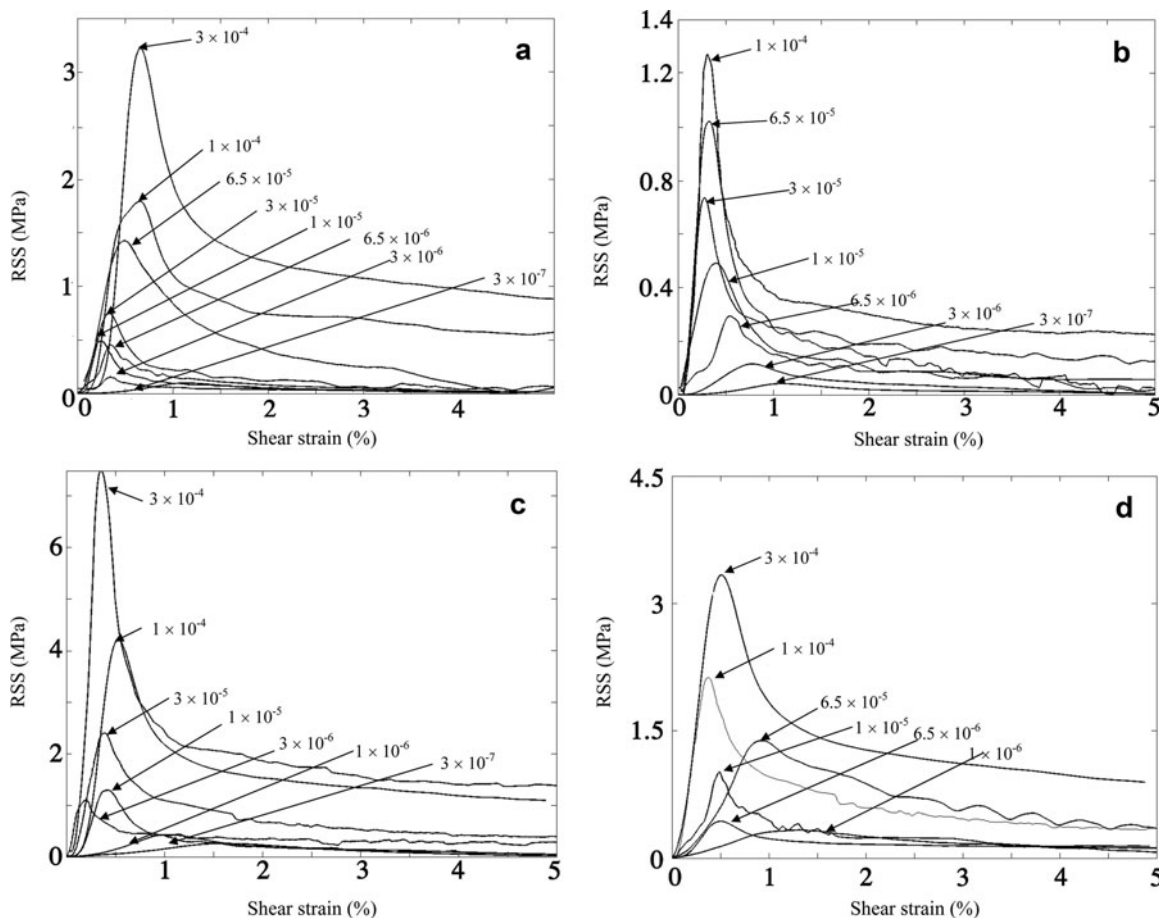 a
3 × 10⁻⁴
1 × 10⁻⁴
6.5 × 10⁻⁵
3 × 10⁻⁵
1 × 10⁻⁵
6.5 × 10⁻⁶
3 × 10⁻⁶
3 × 10⁻⁷
RSS (MPa)
3
2
1
0
0 1 2 3 4
Shear strain (%)
b
1 × 10⁻⁴
6.5 × 10⁻⁵
3 × 10⁻⁵
1 × 10⁻⁵
6.5 × 10⁻⁶
3 × 10⁻⁶
3 × 10⁻⁷
RSS (MPa)
1.4
1.2
0.8
0.4
0
0 1 2 3 4 5
Shear strain (%)
c
3 × 10⁻⁴
1 × 10⁻⁴
3 × 10⁻⁵
1 × 10⁻⁵
3 × 10⁻⁶
1 × 10⁻⁶
3 × 10⁻⁷
RSS (MPa)
6
4
2
0
0 1 2 3 4 5
Shear strain (%)
d
3 × 10⁻⁴
1 × 10⁻⁴
6.5 × 10⁻⁵
1 × 10⁻⁵
6.5 × 10⁻⁶
1 × 10⁻⁶
RSS (MPa)
4.5
3
1.5
0
0 1 2 3 4 5
Shear strain (%)